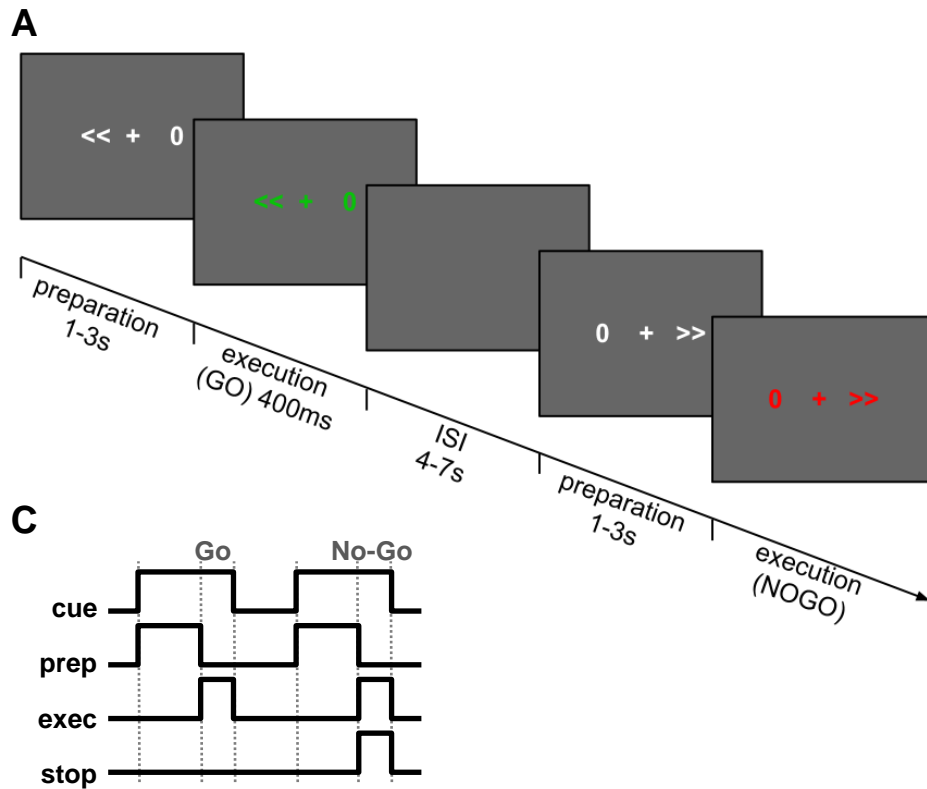 A
<< + 0
<< + 0
0 + >>
0 + >>
preparation
1-3s
execution
(GO) 400ms
ISI
4-7s
preparation
1-3s
execution
(NOGO)
C
Go No-Go
cue
prep
exec
stop